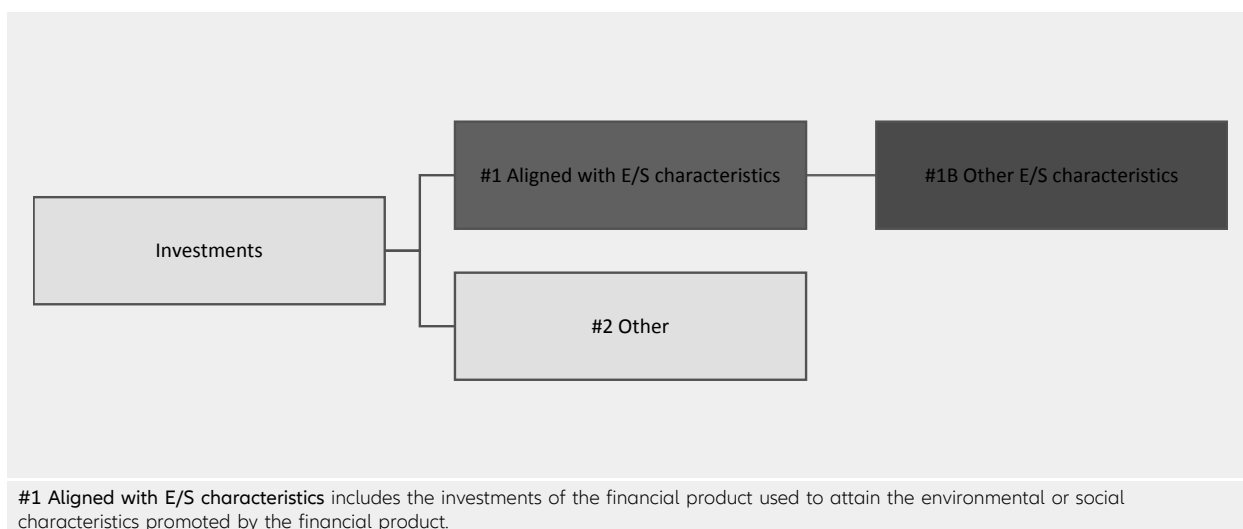 #1 Aligned with E/S characteristics
#1B Other E/S characteristics
Investments
#2 Other
#1 Aligned with E/S characteristics includes the investments of the financial product used to attain the environmental or social
characteristics promoted by the financial product.